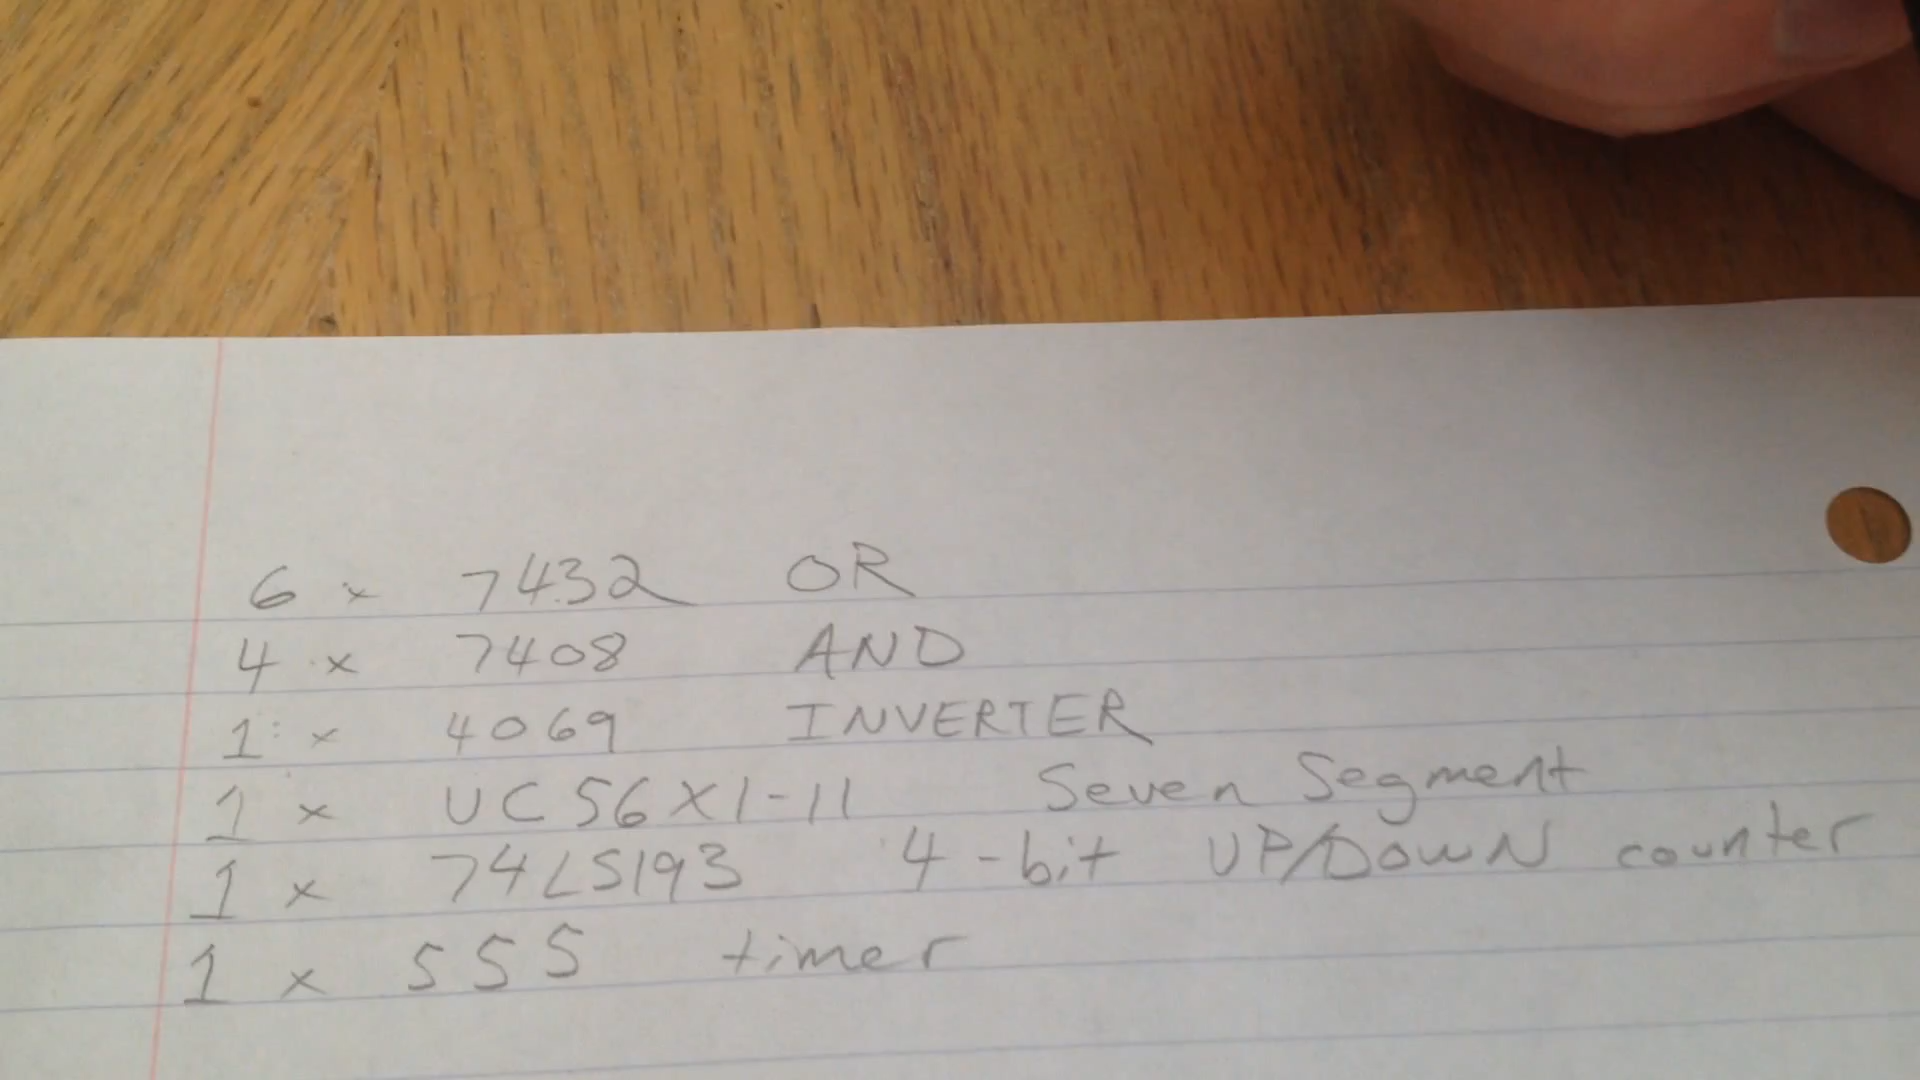 6 x 7432 OR
4 x 7408 AND
1 x 4069 INVERTER
1 x UC56X1-11 Seven Segment
1 x 74LS193 4-bit UP/DOWN counter
1 x 555 timer